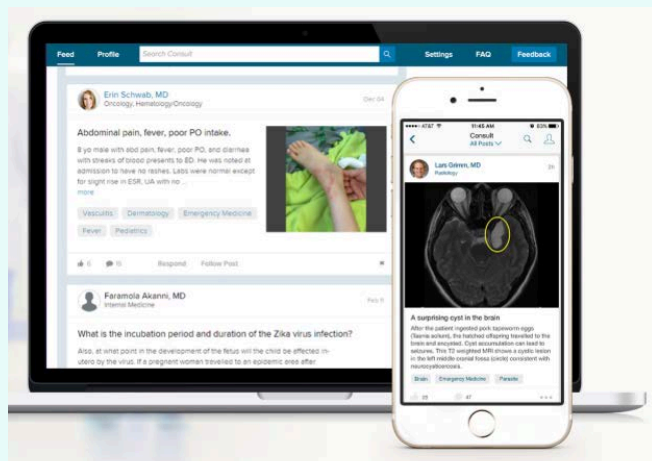 Feed Profile Search Consult Settings FAQ Feedback
Erin Schwab, MD
Oncology, Hematology/Oncology
Dec 04
Abdominal pain, fever, poor PO intake.
8 yo male with abd pain, fever, poor PO, and diarrhea
with streaks of blood presents to ED. He was noted at
admission to have no rashes. Labs were normal except
for slight rise in ESR, UA with no ...
more
Vasculitis Dermatology Emergency Medicine
Fever Pediatrics
6 15 Respond Follow Post
Faramola Akanni, MD
Internal Medicine
Feb 11
What is the incubation period and duration of the Zika virus infection?
Also, at what point in the development of the fetus will the child be affected in-
utero by the virus. If a pregnant woman travelled to an epidemic area after
AT&T 11:45 AM 83%
Consult
All Posts
Lars Grimm, MD
Radiology
A surprising cyst in the brain
After the patient ingested pork tapeworm eggs
(Taenia solium), the hatched offspring travelled to the
brain and encysted. Cyst accumulation can lead to
seizures. This T2 weighted MRI shows a cystic lesion
in the left middle cranial fossa (circle) consistent with
neurocysticercosis.
Brain Emergency Medicine Parasite
47